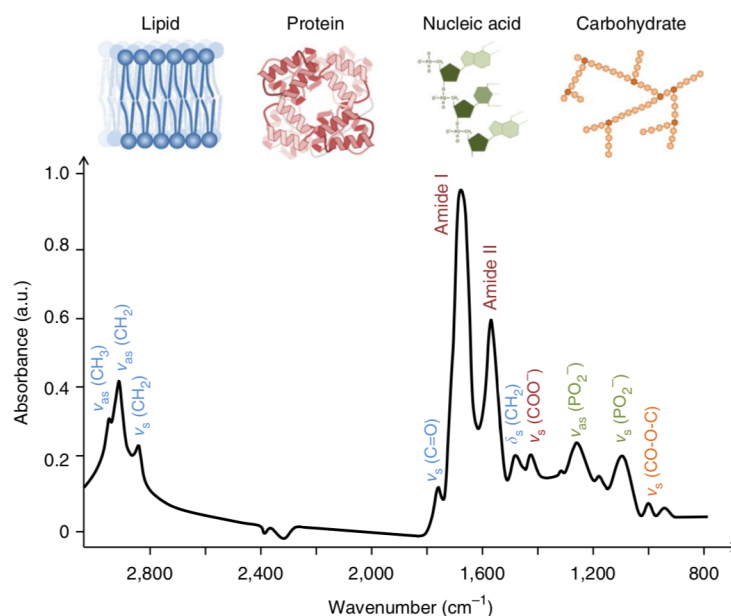 Lipid
Protein
Nucleic acid
Carbohydrate
Absorbance (a.u.)
1.0
0.8
0.6
0.4
0.2
0
νas (CH3)
νas (CH2)
νs (CH2)
νs (C=O)
Amide I
Amide II
δs (CH2)
νs (COO⁻)
νas (PO2⁻)
νs (PO2⁻)
νs (CO-O-C)
2,800
2,400
2,000
1,600
1,200
800
Wavenumber (cm⁻¹)